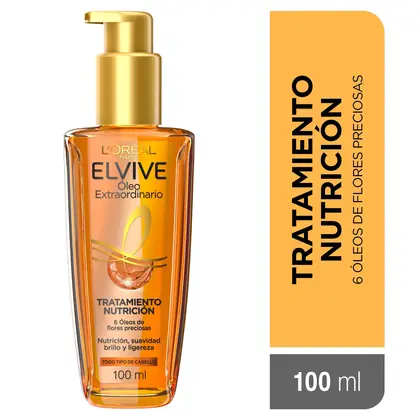 L'ORÉAL
PARIS
ELVIVE
Óleo
Extraordinario
TRATAMIENTO
NUTRICIÓN
6 Óleos de
flores preciosas
Nutrición, suavidad
brillo y ligereza
TODO TIPO DE CABELLO
100 ml
TRATAMIENTO
NUTRICIÓN
6 ÓLEOS DE FLORES PRECIOSAS
100 ml